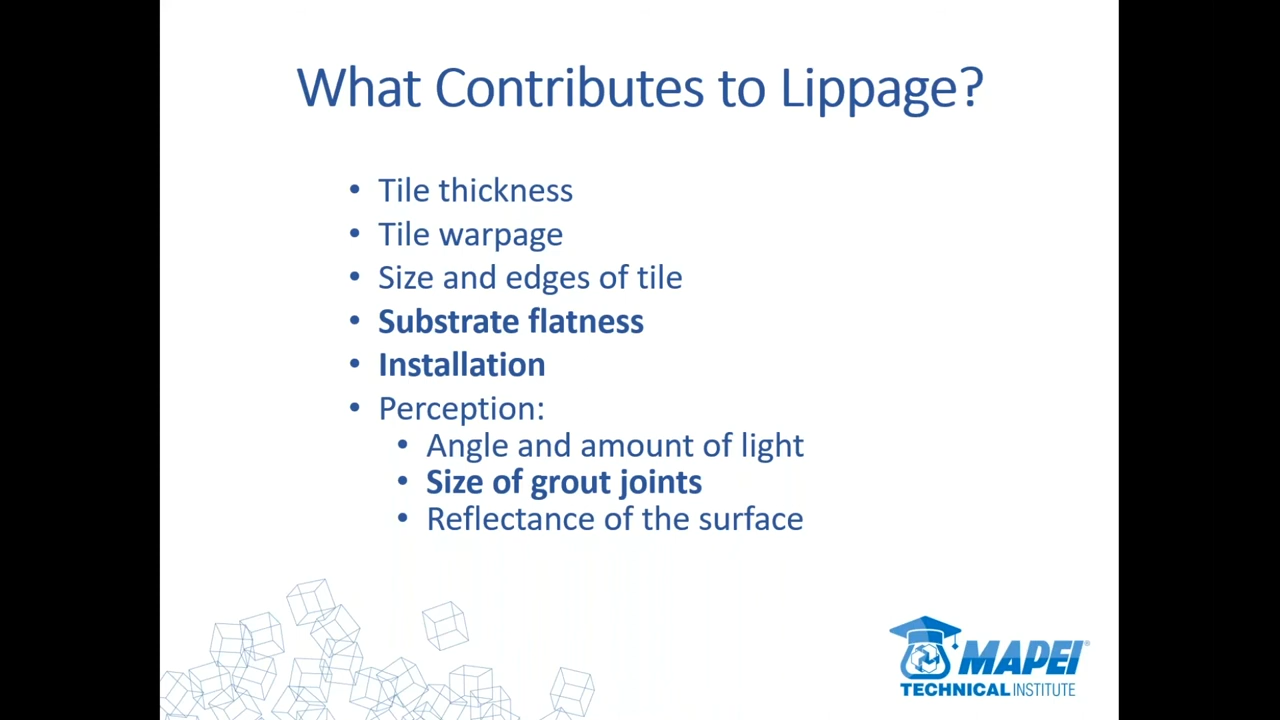 What Contributes to Lippage?
• Tile thickness
• Tile warpage
• Size and edges of tile
• Substrate flatness
• Installation
• Perception:
• Angle and amount of light
• Size of grout joints
• Reflectance of the surface
MAPEI®
TECHNICAL INSTITUTE